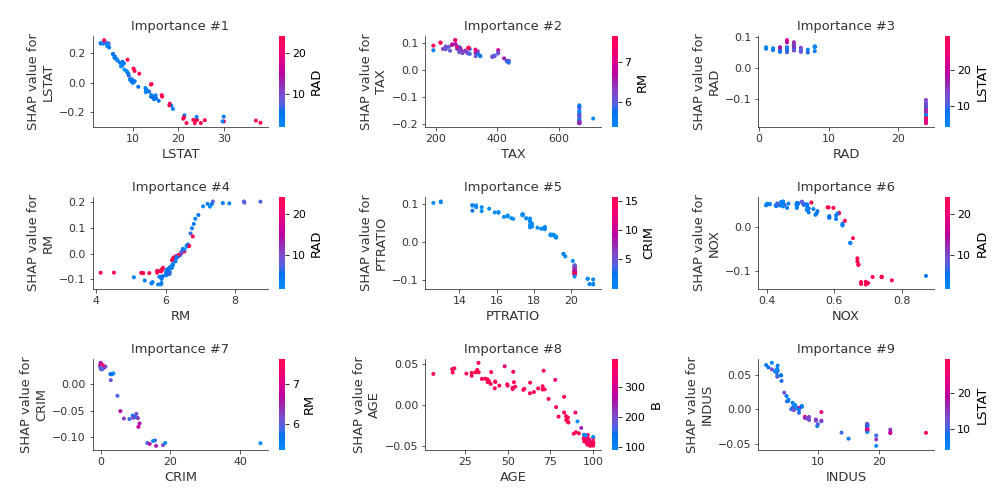 Importance #1
SHAP value for
LSTAT
0.2
0.0
−0.2
10
20
30
LSTAT
20
10
RAD
Importance #2
SHAP value for
TAX
0.1
0.0
−0.1
−0.2
200
400
600
TAX
7
6
RM
Importance #3
SHAP value for
RAD
0.1
0.0
−0.1
0
10
20
RAD
20
10
LSTAT
Importance #4
SHAP value for
RM
0.2
0.1
0.0
−0.1
4
6
8
RM
20
10
RAD
Importance #5
SHAP value for
PTRATIO
0.1
0.0
−0.1
14
16
18
20
PTRATIO
15
10
5
CRIM
Importance #6
SHAP value for
NOX
0.0
−0.1
0.4
0.6
0.8
NOX
20
10
RAD
Importance #7
SHAP value for
CRIM
0.00
−0.05
−0.10
0
20
40
CRIM
7
6
RM
Importance #8
SHAP value for
AGE
0.05
0.00
−0.05
25
50
75
100
AGE
300
200
100
B
Importance #9
SHAP value for
INDUS
0.05
0.00
−0.05
10
20
INDUS
20
10
LSTAT